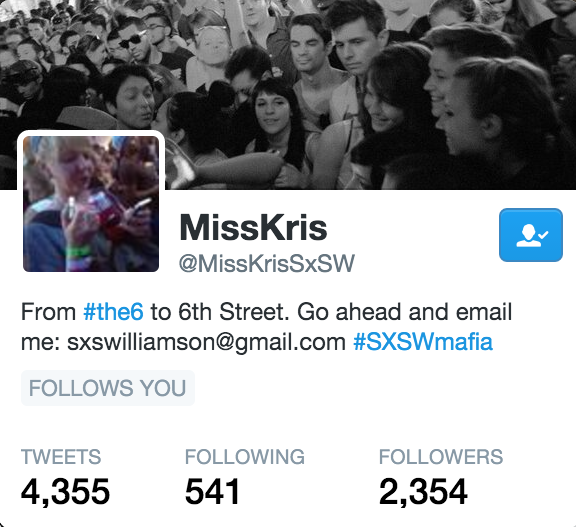 MissKris
@MissKrisSxSW
From #the6 to 6th Street. Go ahead and email
me: sxswilliamson@gmail.com #SXSWmafia
FOLLOWS YOU
TWEETS FOLLOWING FOLLOWERS
4,355 541 2,354